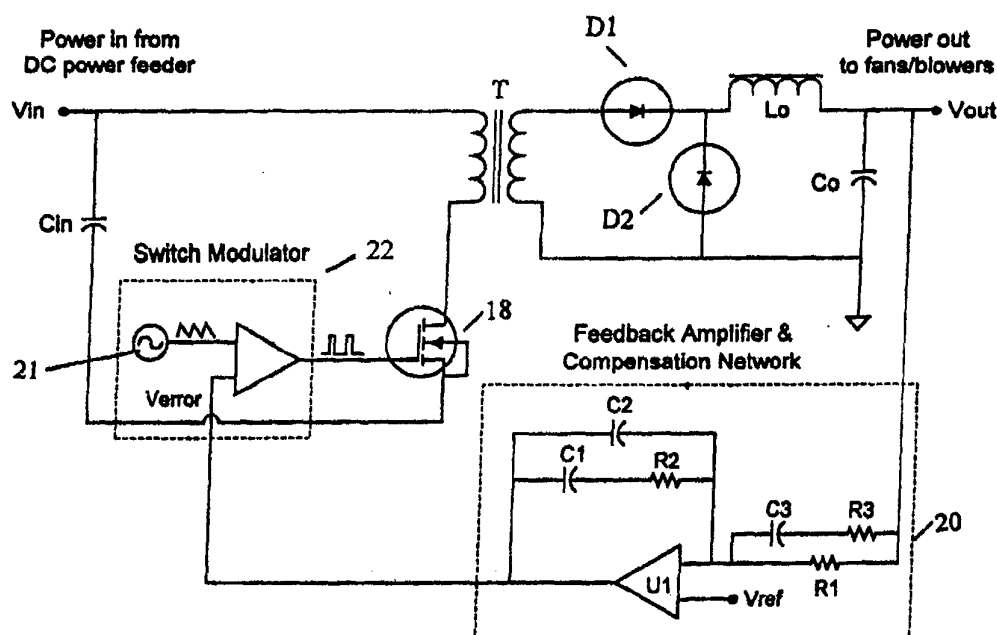 Power in from
DC power feeder
Vin
T
D1
Power out
to fans/blowers
Lo
Vout
Co
D2
Cin
Switch Modulator
22
18
21
Verror
Feedback Amplifier &
Compensation Network
C2
C1
R2
C3
R3
20
R1
U1
Vref